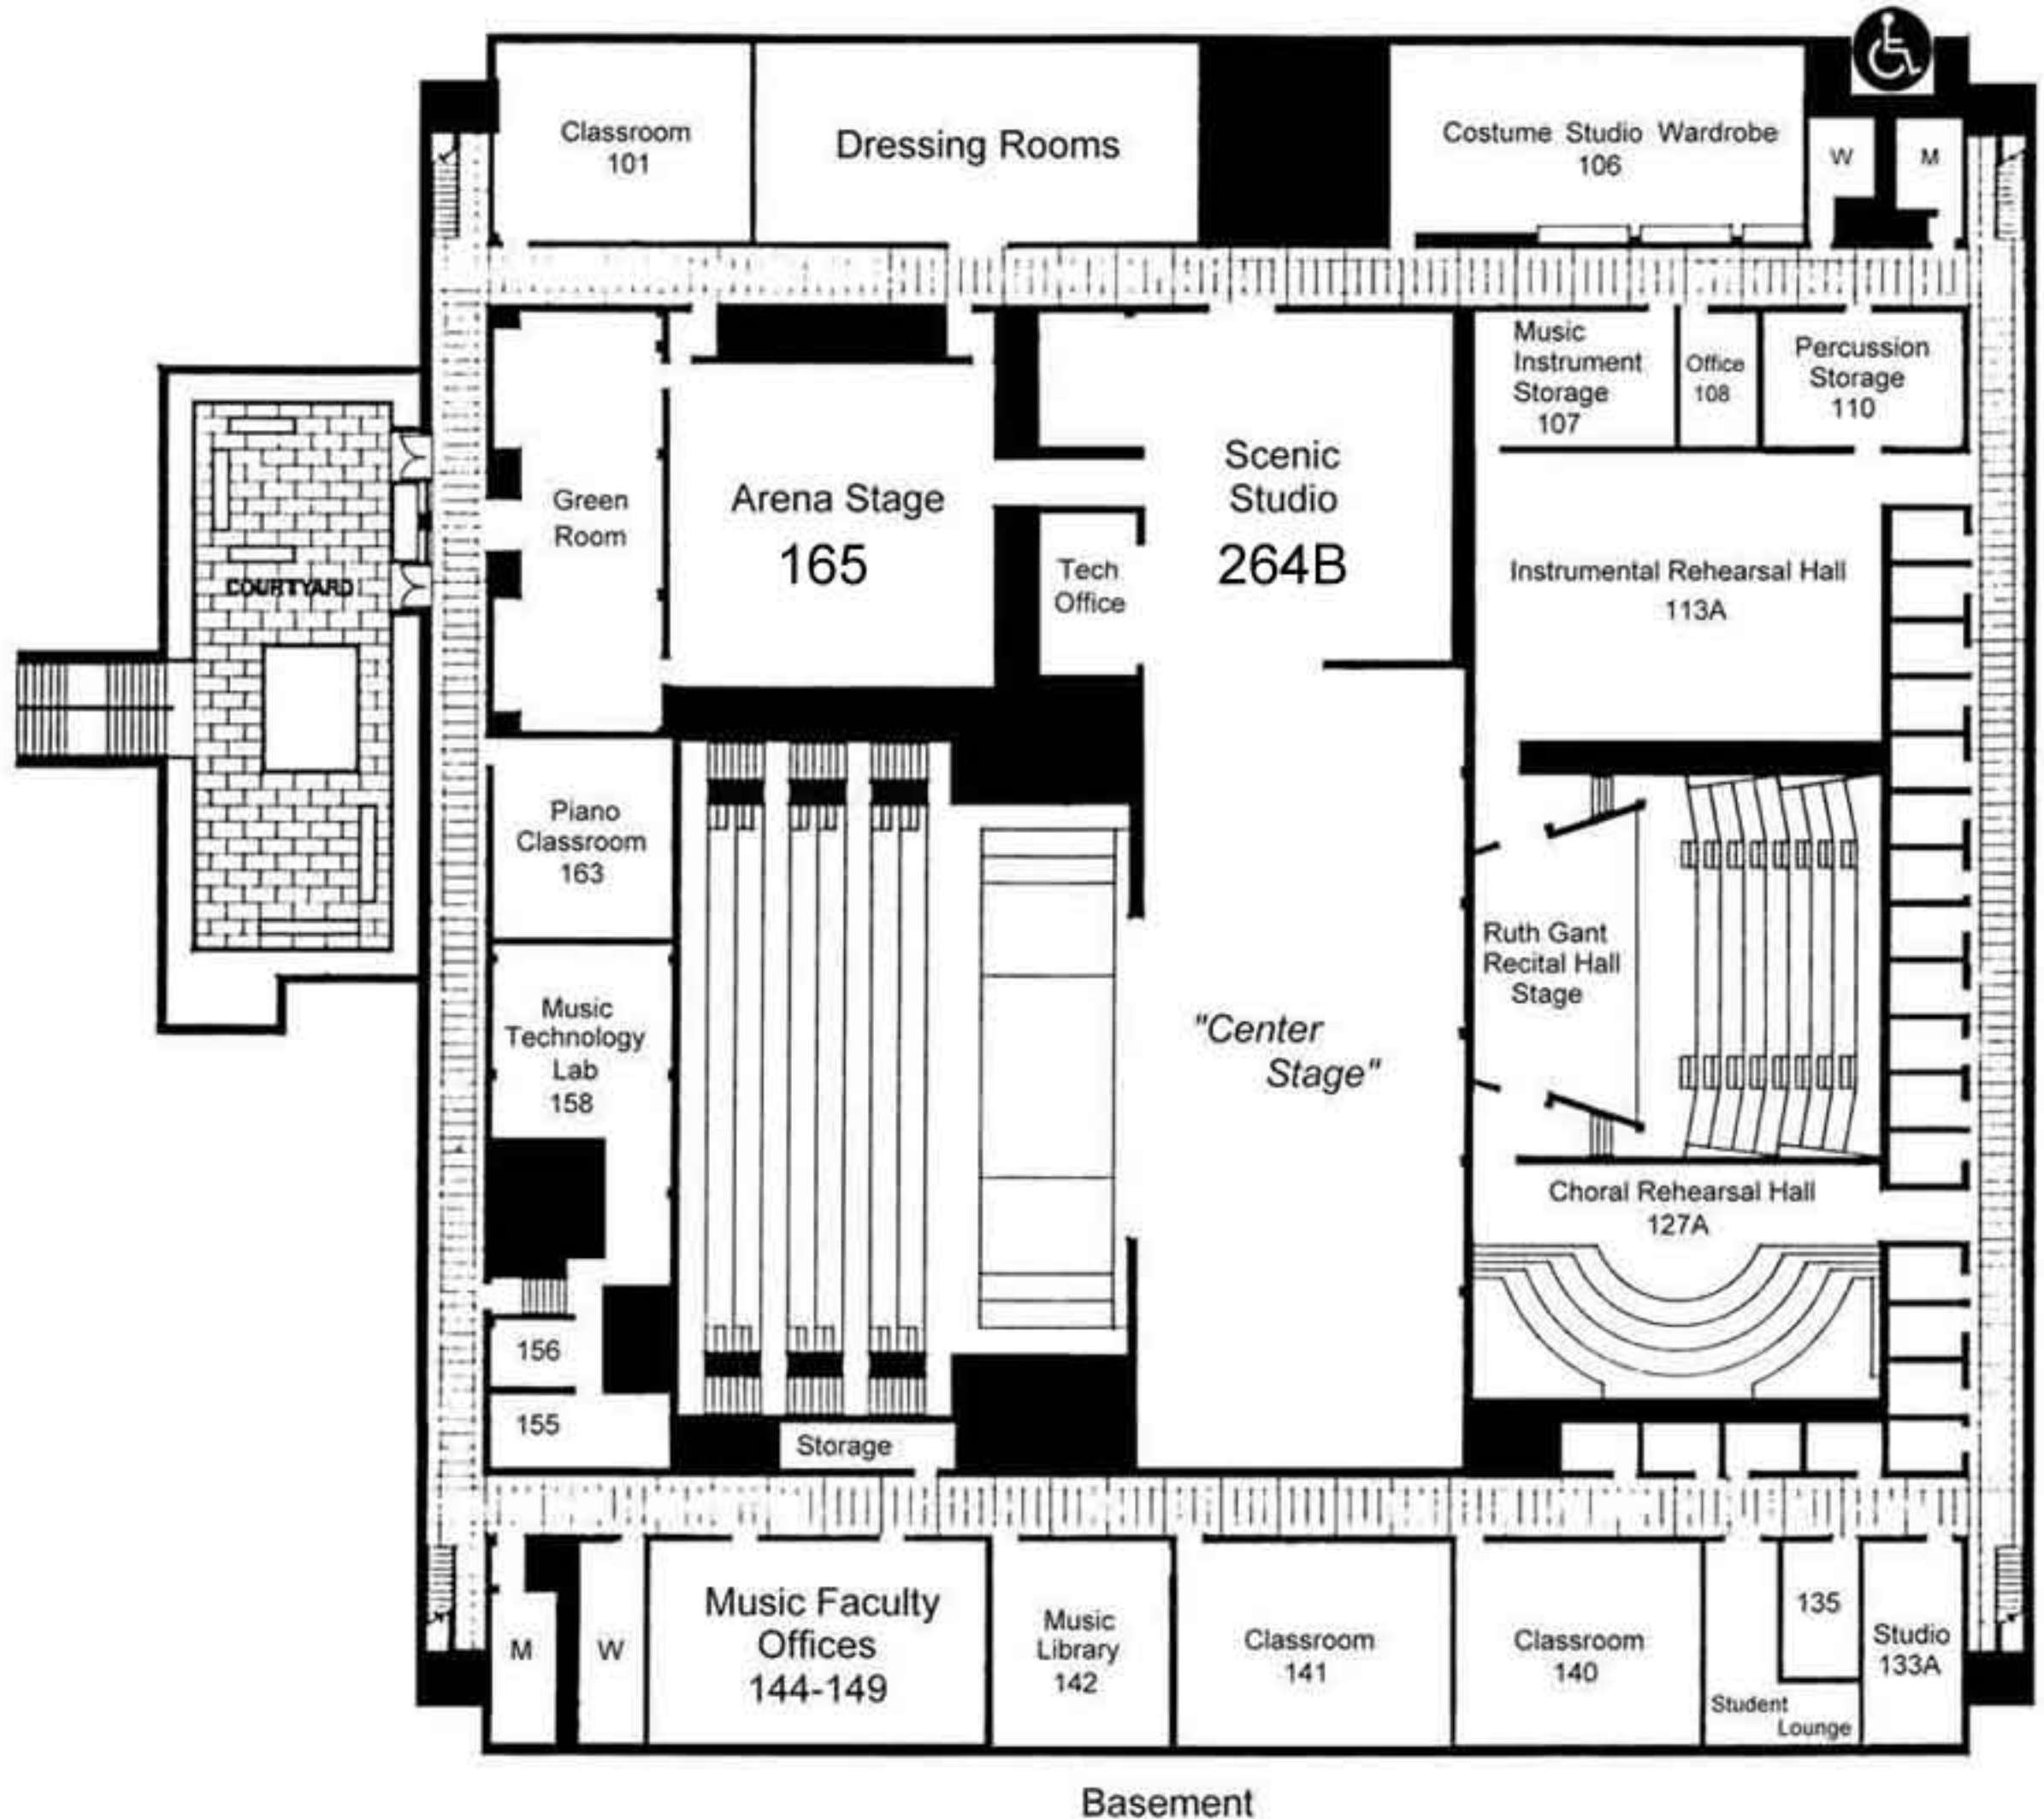 Classroom
101
Dressing Rooms
Costume Studio Wardrobe
106
W
M
Music
Instrument
Storage
107
Office
108
Percussion
Storage
110
Green
Room
Arena Stage
165
Scenic
Studio
264B
Tech
Office
Instrumental Rehearsal Hall
113A
COURTYARD
Piano
Classroom
163
Music
Technology
Lab
158
"Center
Stage"
Ruth Gant
Recital Hall
Stage
Choral Rehearsal Hall
127A
156
155
Storage
M
W
Music Faculty
Offices
144-149
Music
Library
142
Classroom
141
Classroom
140
135
Studio
133A
Student
Lounge
Basement